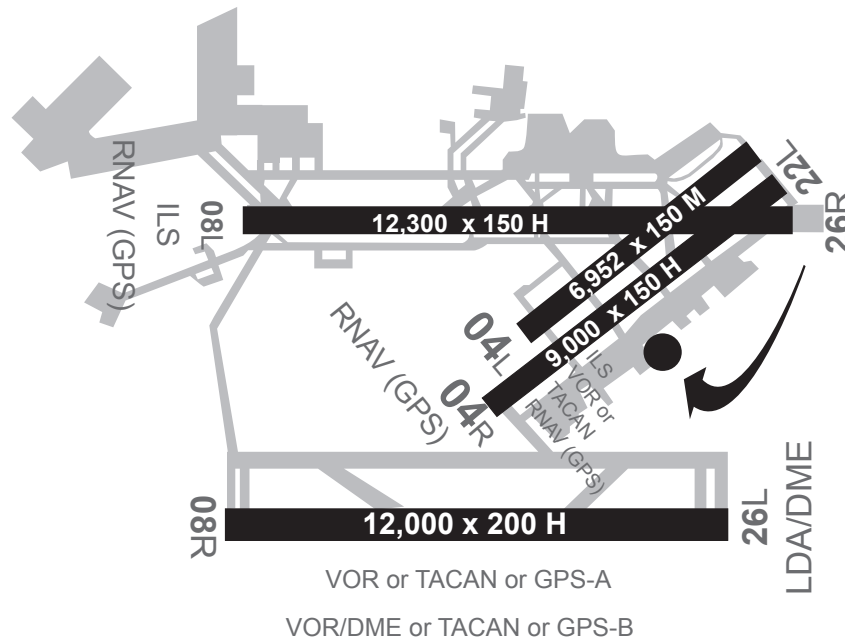 RNAV (GPS)
ILS
08L
12,300 x 150 H
26R
22L
6,952 x 150 M
9,000 x 150 H
04L
04R
RNAV (GPS)
ILS
VOR or
TACAN
RNAV (GPS)
08R
12,000 x 200 H
26L
LDA/DME
VOR or TACAN or GPS-A
VOR/DME or TACAN or GPS-B